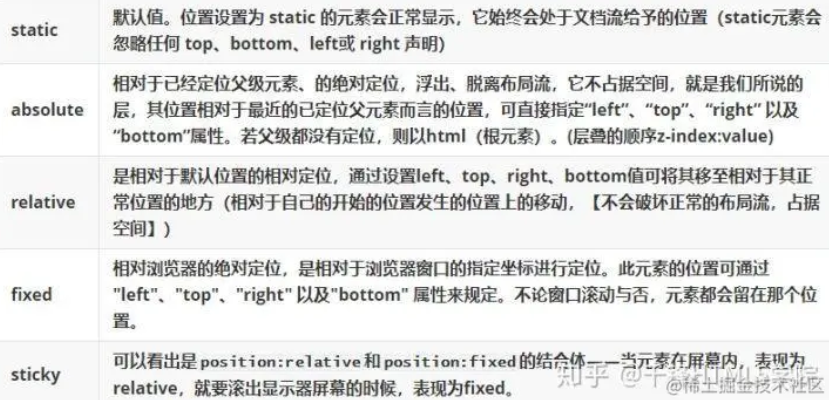 static
默认值。位置设置为 static 的元素会正常显示，它始终会处于文档流给予的位置（static元素会
忽略任何 top、bottom、left或 right 声明）
absolute
相对于已经定位父级元素、的绝对定位，浮出、脱离布局流，它不占据空间，就是我们所说的
层，其位置相对于最近的已定位父元素而言的位置，可直接指定“left”、“top”、“right” 以及
“bottom”属性。若父级都没有定位，则以html（根元素）。(层叠的顺序z-index:value)
relative
是相对于默认位置的相对定位，通过设置left、top、right、bottom值可将其移至相对于其正
常位置的地方（相对于自己的开始的位置发生的位置上的移动，【不会破坏正常的布局流，占据
空间】）
fixed
相对浏览器的绝对定位，是相对于浏览器窗口的指定坐标进行定位。此元素的位置可通过
"left"、"top"、"right" 以及"bottom" 属性来规定。不论窗口滚动与否，元素都会留在那个位
置。
sticky
可以看出是position:relative和position:fixed的结合体——当元素在屏幕内，表现为
relative，就要滚出显示器屏幕的时候，表现为fixed。
知乎
@稀土掘金技术社区